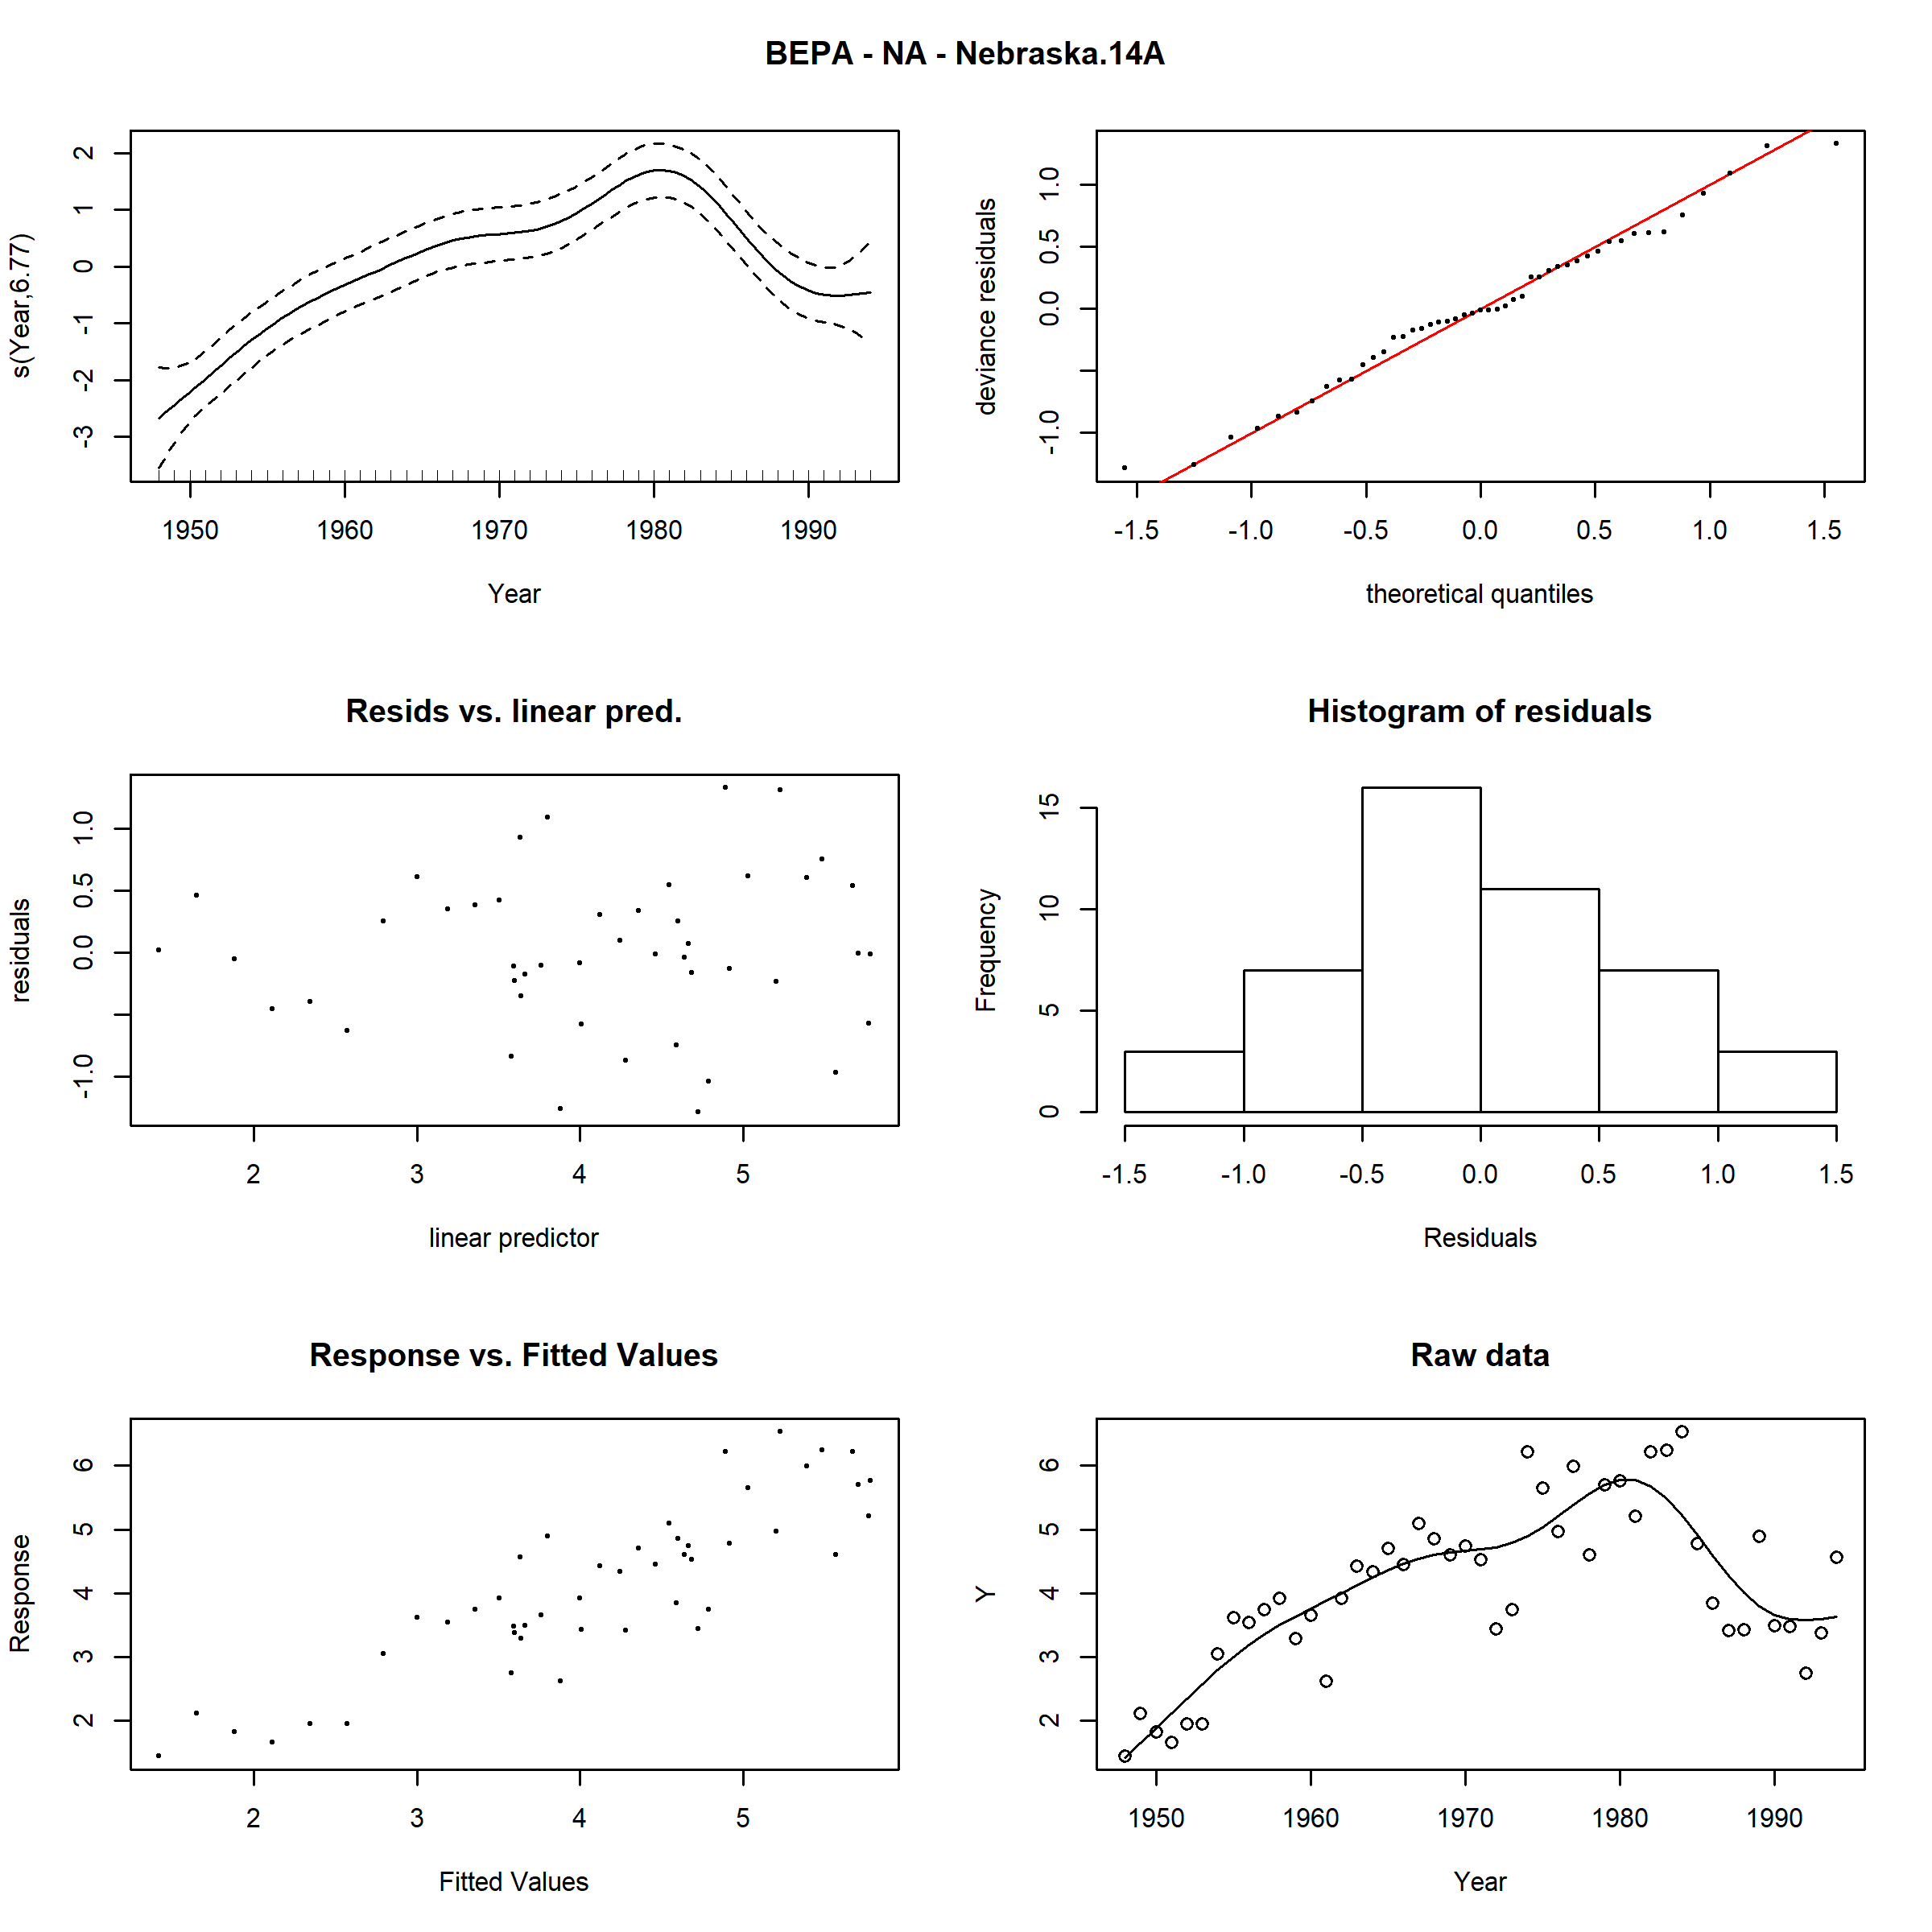 BEPA - NA - Nebraska.14A
s(Year,6.77)
2
1
0
-1
-2
-3
1950 1960 1970 1980 1990
Year
deviance residuals
1.0
0.5
0.0
-1.0
-1.5 -1.0 -0.5 0.0 0.5 1.0 1.5
theoretical quantiles
Resids vs. linear pred.
residuals
1.0
0.5
0.0
-1.0
2 3 4 5
linear predictor
Histogram of residuals
Frequency
15
10
5
0
-1.5 -1.0 -0.5 0.0 0.5 1.0 1.5
Residuals
Response vs. Fitted Values
Response
6
5
4
3
2
2 3 4 5
Fitted Values
Raw data
Y
6
5
4
3
2
1950 1960 1970 1980 1990
Year